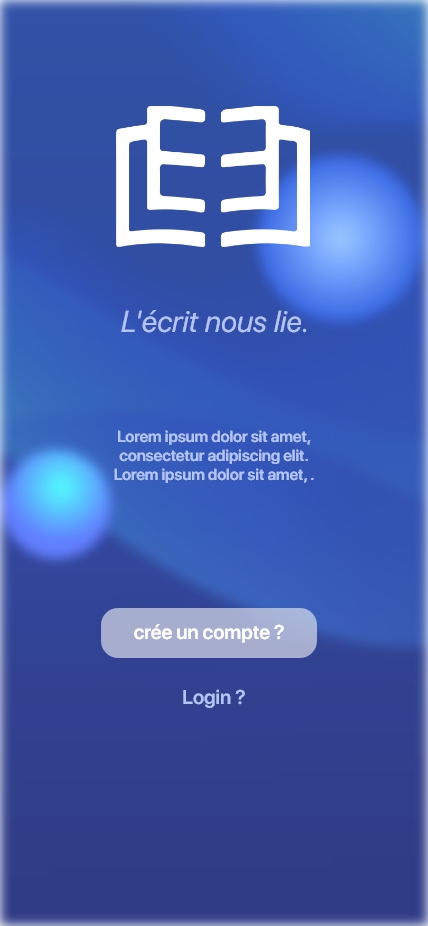 L'écrit nous lie.
Lorem ipsum dolor sit amet,
consectetur adipiscing elit.
Lorem ipsum dolor sit amet, .
crée un compte ?
Login ?